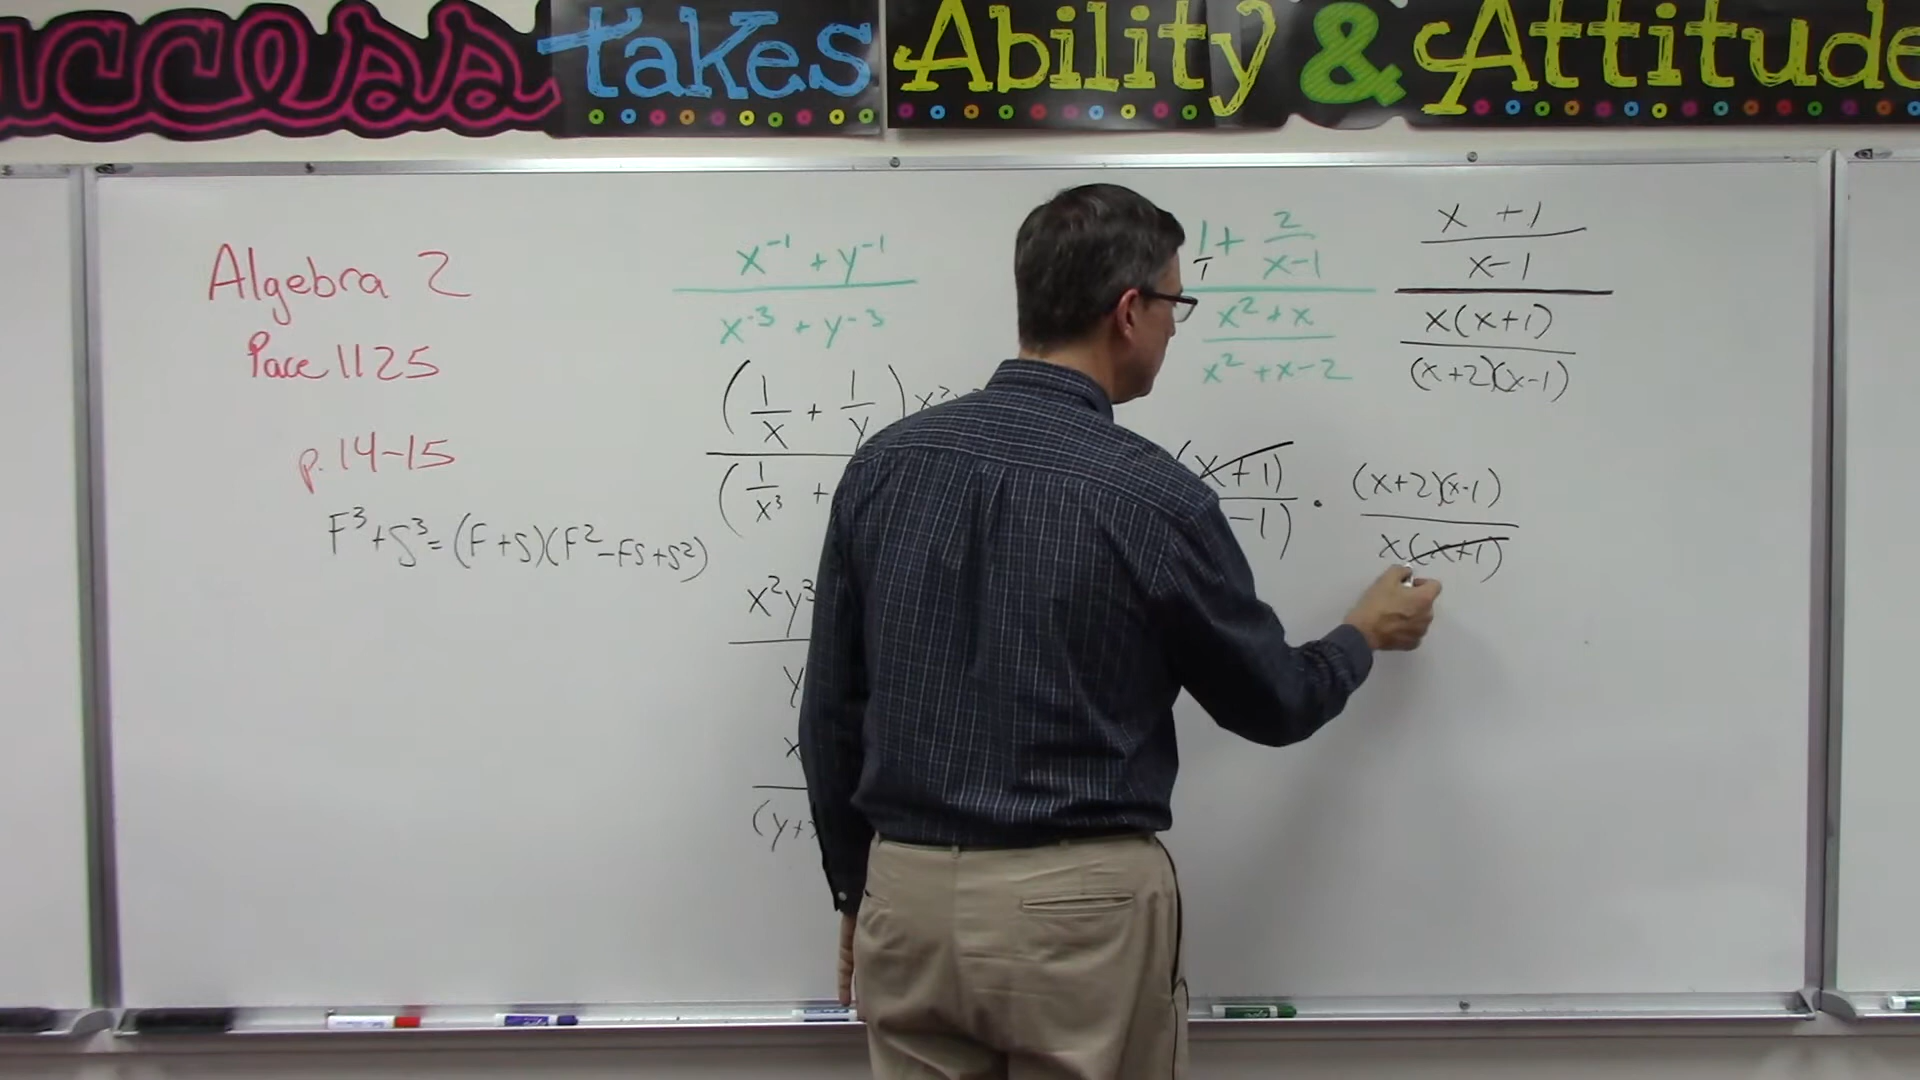 Takes Ability & Attitude
Algebra 2
Pace 1125
p. 14-15
F³+S³=(F+S)(F²-FS+S²)
x⁻¹ + y⁻¹
x⁻³ + y⁻³
(1/x + 1/y)
(1/x³ +
x²y³
y
x
(y+
1/1 + 2/x-1
x² + x
x² + x - 2
x + 1
x - 1
x(x+1)
(x+2)(x-1)
(x+1)
-1)
·
(x+2)(x-1)
x(x+1)